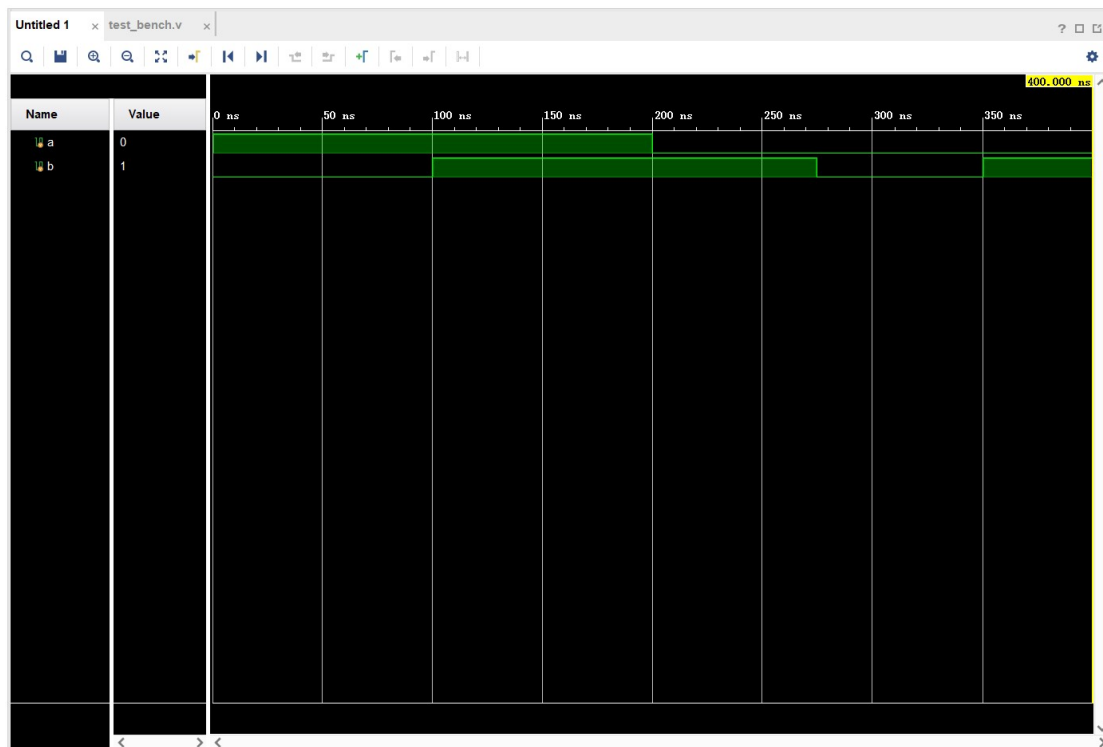 Untitled 1 × test_bench.v ×
?
400.000 ns
Name Value
0 ns 50 ns 100 ns 150 ns 200 ns 250 ns 300 ns 350 ns
a 0
b 1